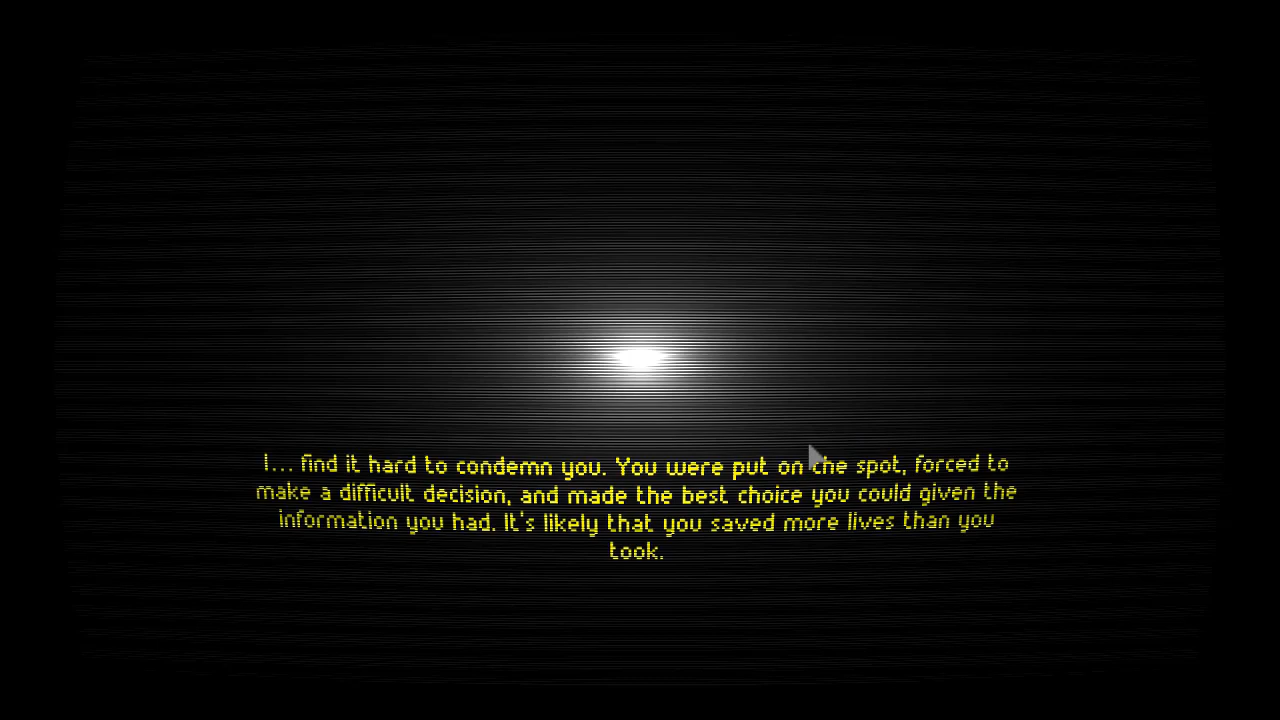 I... find it hard to condemn you. You were put on the spot, forced to
make a difficult decision, and made the best choice you could given the
information you had. It's likely that you saved more lives than you
took.